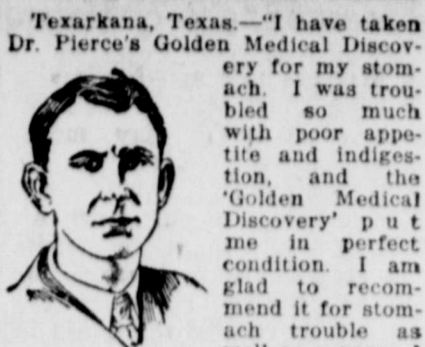 Texarkana, Texas.—"I have taken
Dr. Pierce's Golden Medical Discov-
ery for my stom-
ach. I was trou-
bled so much
with poor appe-
tite and indiges-
tion, and the
'Golden Medical
Discovery' put
me in perfect
condition. I am
glad to recom-
mend it for stom-
ach trouble as